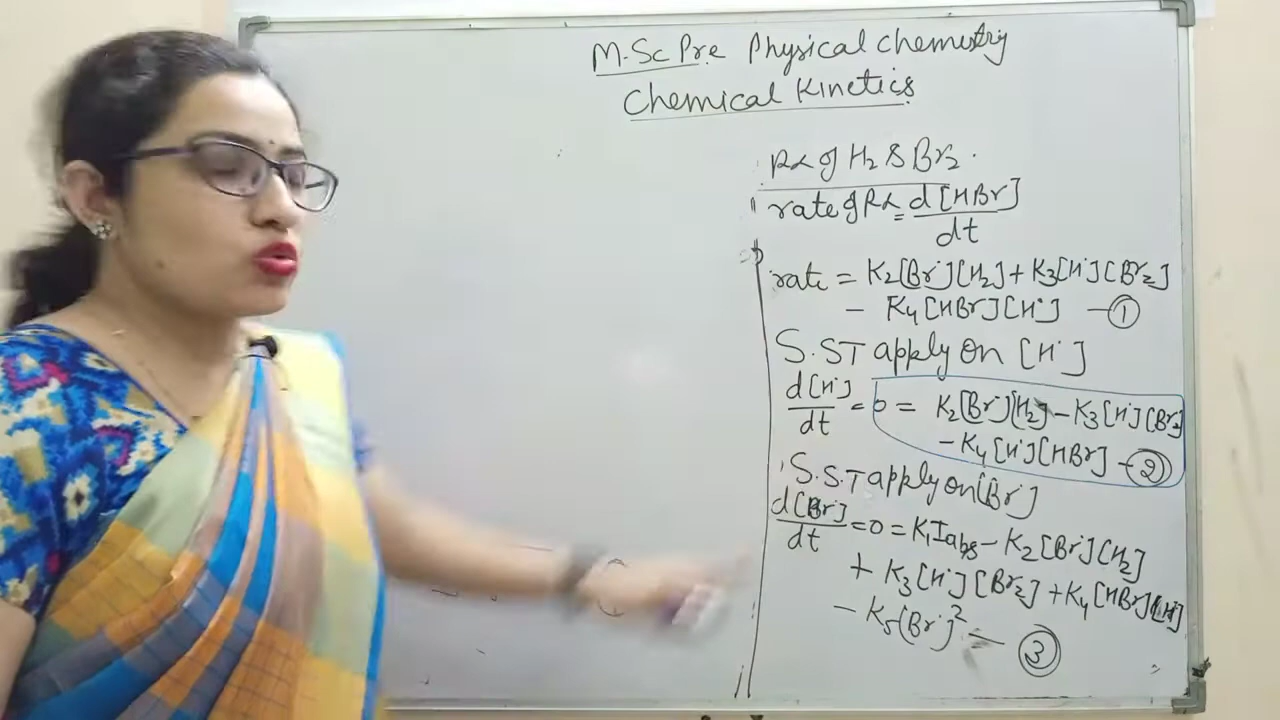 M.Sc Pre Physical chemistry
Chemical Kinetics
Rx of H2 & Br2.
rate of Rx = d[HBr]/dt
rate = K2[Br·][H2] + K3[H·][Br2]
- K4[HBr][H·] —①
S.ST apply on [H·]
d[H·]/dt = 0 = K2[Br·][H2] - K3[H·][Br2]
- K4[H·][HBr] —②
S.S.T apply on [Br·]
d[Br·]/dt = 0 = K1Iabs - K2[Br·][H2]
+ K3[H·][Br2] + K4[HBr][H·]
- K5[Br·]² — ③